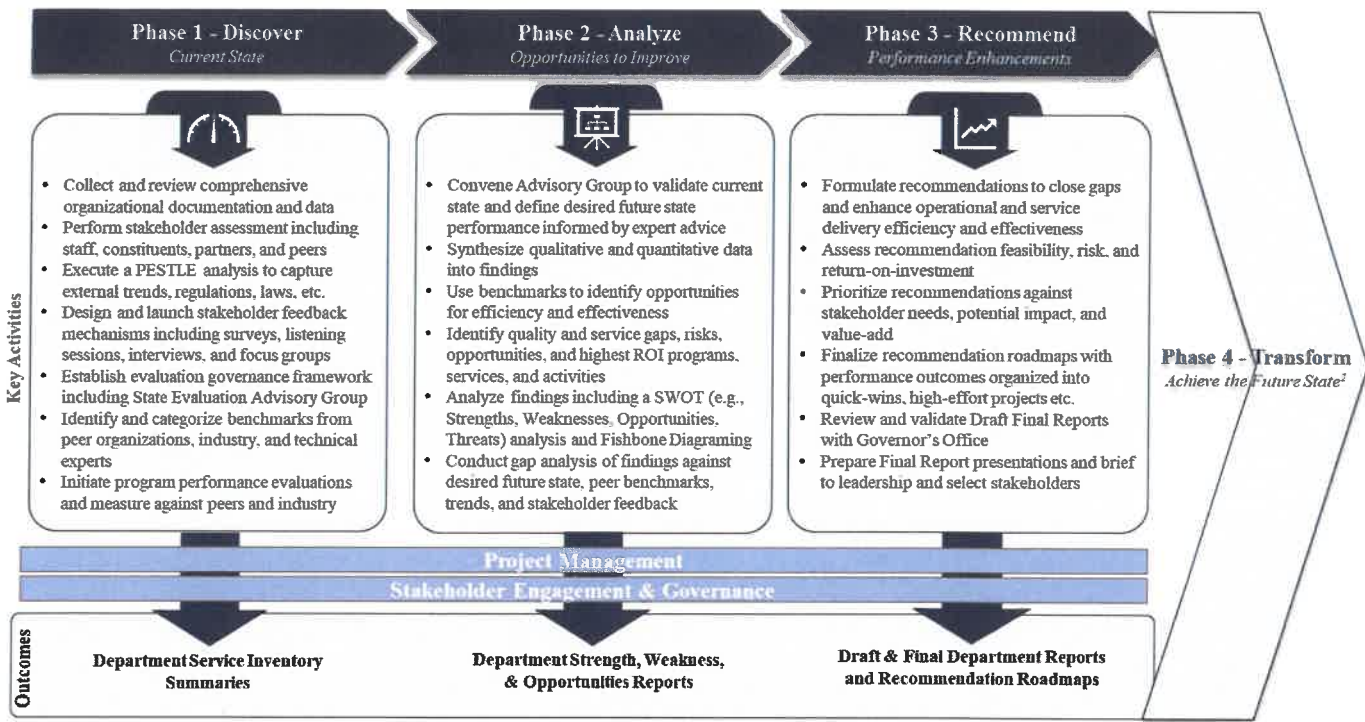 Phase 1 - Discover
Current State
Phase 2 - Analyze
Opportunities to Improve
Phase 3 - Recommend
Performance Enhancements
Key Activities
• Collect and review comprehensive
organizational documentation and data
• Perform stakeholder assessment including
staff, constituents, partners, and peers
• Execute a PESTLE analysis to capture
external trends, regulations, laws, etc.
• Design and launch stakeholder feedback
mechanisms including surveys, listening
sessions, interviews, and focus groups
• Establish evaluation governance framework
including State Evaluation Advisory Group
• Identify and categorize benchmarks from
peer organizations, industry, and technical
experts
• Initiate program performance evaluations
and measure against peers and industry
• Convene Advisory Group to validate current
state and define desired future state
performance informed by expert advice
• Synthesize qualitative and quantitative data
into findings
• Use benchmarks to identify opportunities
for efficiency and effectiveness
• Identify quality and service gaps, risks,
opportunities, and highest ROI programs,
services, and activities
• Analyze findings including a SWOT (e.g.,
Strengths, Weaknesses, Opportunities,
Threats) analysis and Fishbone Diagraming
• Conduct gap analysis of findings against
desired future state, peer benchmarks,
trends, and stakeholder feedback
• Formulate recommendations to close gaps
and enhance operational and service
delivery efficiency and effectiveness
• Assess recommendation feasibility, risk, and
return-on-investment
• Prioritize recommendations against
stakeholder needs, potential impact, and
value-add
• Finalize recommendation roadmaps with
performance outcomes organized into
quick-wins, high-effort projects etc.
• Review and validate Draft Final Reports
with Governor's Office
• Prepare Final Report presentations and brief
to leadership and select stakeholders
Phase 4 - Transform
Achieve the Future State²
Project Management
Stakeholder Engagement & Governance
Outcomes
Department Service Inventory
Summaries
Department Strength, Weakness,
& Opportunities Reports
Draft & Final Department Reports
and Recommendation Roadmaps